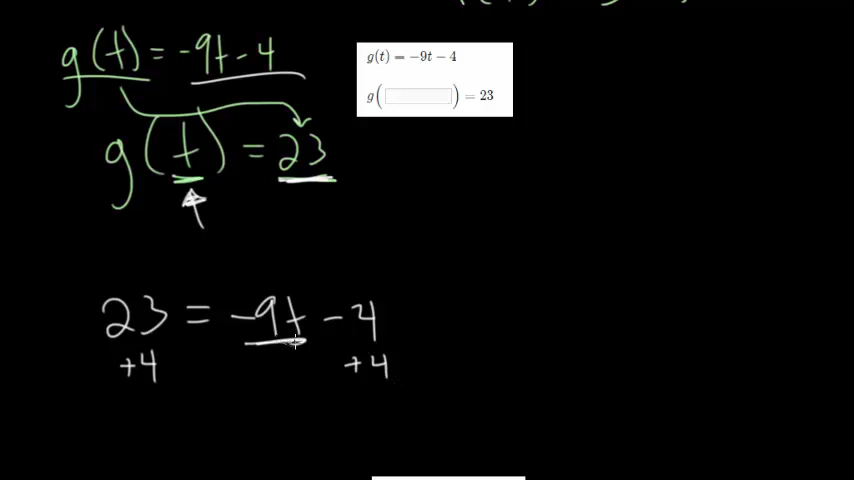 g(t) = -9t - 4
g(t) = −9t − 4
g( ) = 23
g(t) = 23
23 = -9t - 4
+4 +4